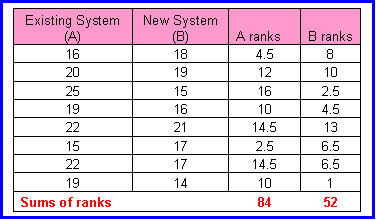 Existing System (A) New System (B) A ranks B ranks
16 18 4.5 8
20 19 12 10
25 15 16 2.5
19 16 10 4.5
22 21 14.5 13
15 17 2.5 6.5
22 17 14.5 6.5
19 14 10 1
Sums of ranks 84 52